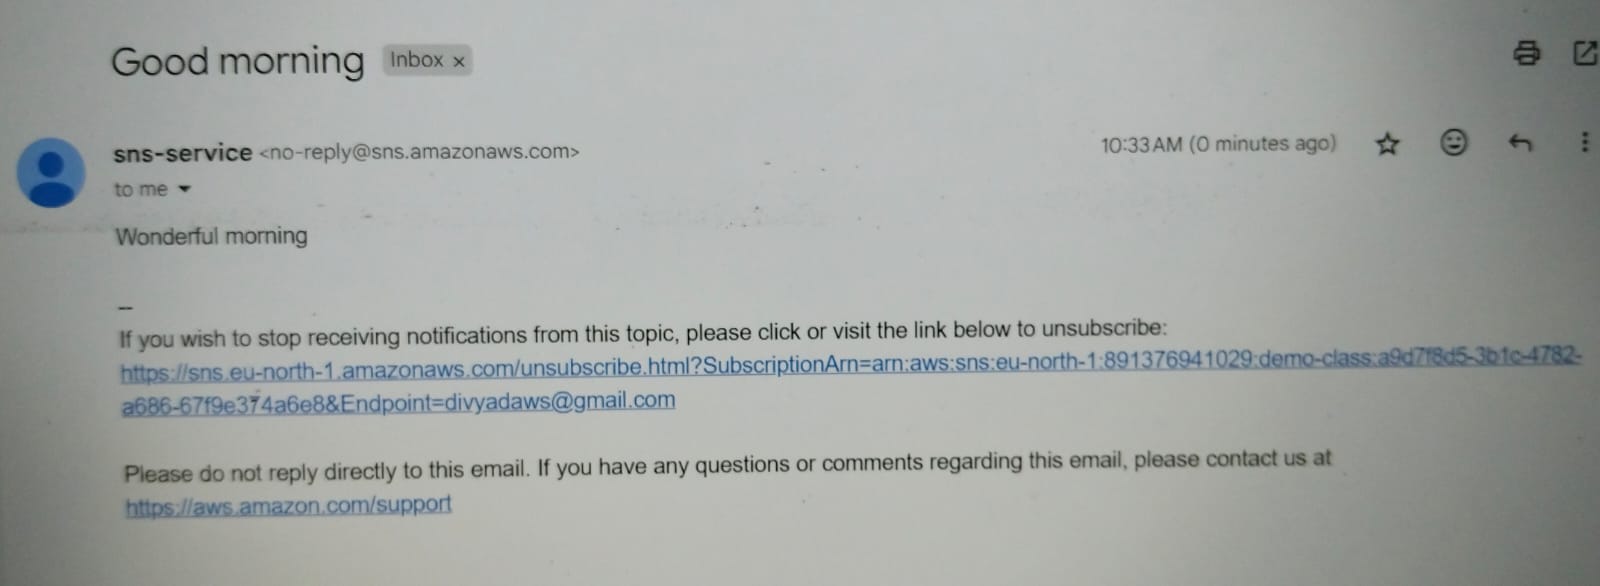 Good morning Inbox x
sns-service <no-reply@sns.amazonaws.com> 10:33 AM (0 minutes ago)
to me
Wonderful morning
--
If you wish to stop receiving notifications from this topic, please click or visit the link below to unsubscribe:
https://sns.eu-north-1.amazonaws.com/unsubscribe.html?SubscriptionArn=arn:aws:sns:eu-north-1:891376941029:demo-class:a9d7f8d5-3b1c-4782-
a686-67f9e374a6e8&Endpoint=divyadaws@gmail.com
Please do not reply directly to this email. If you have any questions or comments regarding this email, please contact us at
https://aws.amazon.com/support